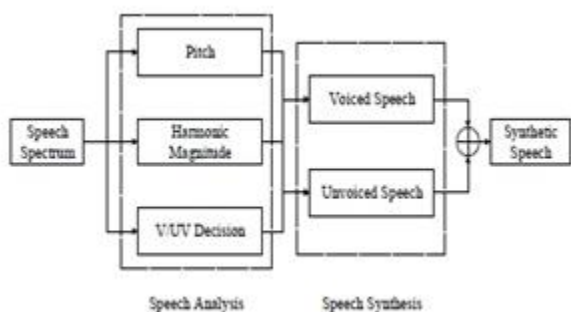 Speech
Spectrum
Pitch
Harmonic
Magnitude
V/UV Decision
Voiced Speech
Unvoiced Speech
Synthetic
Speech
Speech Analysis
Speech Synthesis